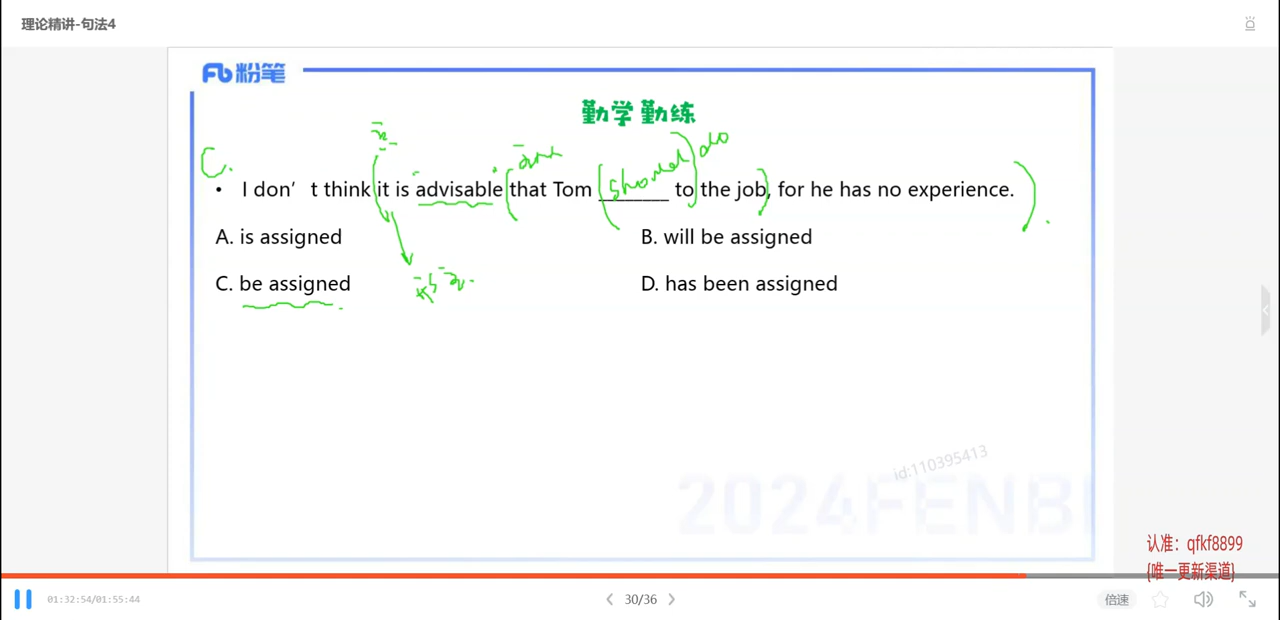 理论精讲-句法4
粉笔
勤学 勤练
C.
should do
• I don't think it is advisable that Tom _______ to the job, for he has no experience.
A. is assigned
B. will be assigned
C. be assigned
D. has been assigned
id:110395413
2024FENBI
认准：qfkf8899
{唯一更新渠道}
01:32:54/01:55:44
30/36
倍速